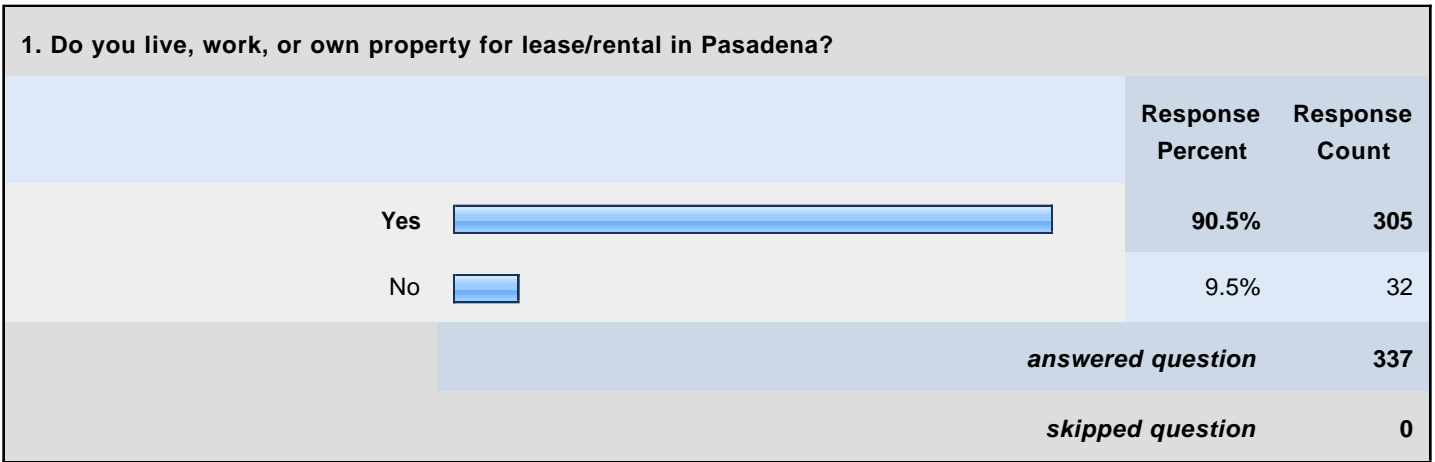 1. Do you live, work, or own property for lease/rental in Pasadena?
Response Percent Response Count
Yes 90.5% 305
No 9.5% 32
answered question 337
skipped question 0